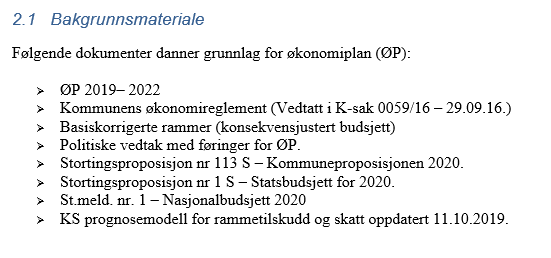 2.1 Bakgrunnsmateriale
Følgende dokumenter danner grunnlag for økonomiplan (ØP):
➢ ØP 2019– 2022
➢ Kommunens økonomireglement (Vedtatt i K-sak 0059/16 – 29.09.16.)
➢ Basiskorrigerte rammer (konsekvensjustert budsjett)
➢ Politiske vedtak med føringer for ØP.
➢ Stortingsproposisjon nr 113 S – Kommuneproposisjonen 2020.
➢ Stortingsproposisjon nr 1 S – Statsbudsjett for 2020.
➢ St.meld. nr. 1 – Nasjonalbudsjett 2020
➢ KS prognosemodell for rammetilskudd og skatt oppdatert 11.10.2019.